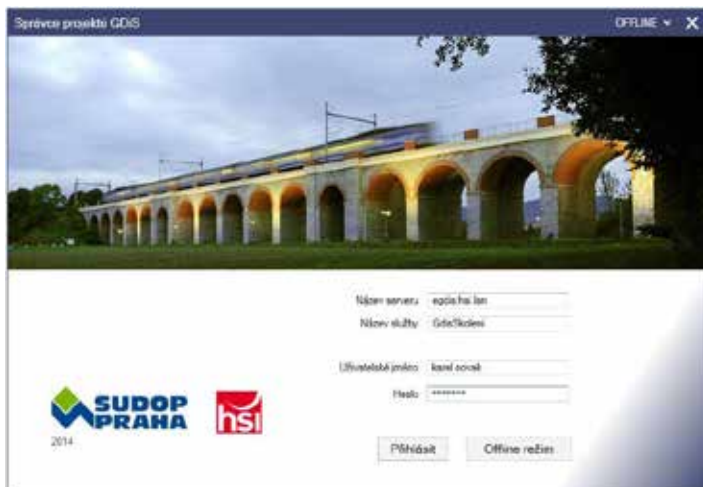 Správce projektů GDiS OFFLINE
Název serveru egdis.hsi.lan
Název služby GdisSkoleni
Uživatelské jméno karel.novak
Heslo *******
SUDOP
PRAHA
hsi
2014
Přihlásit Offline režim